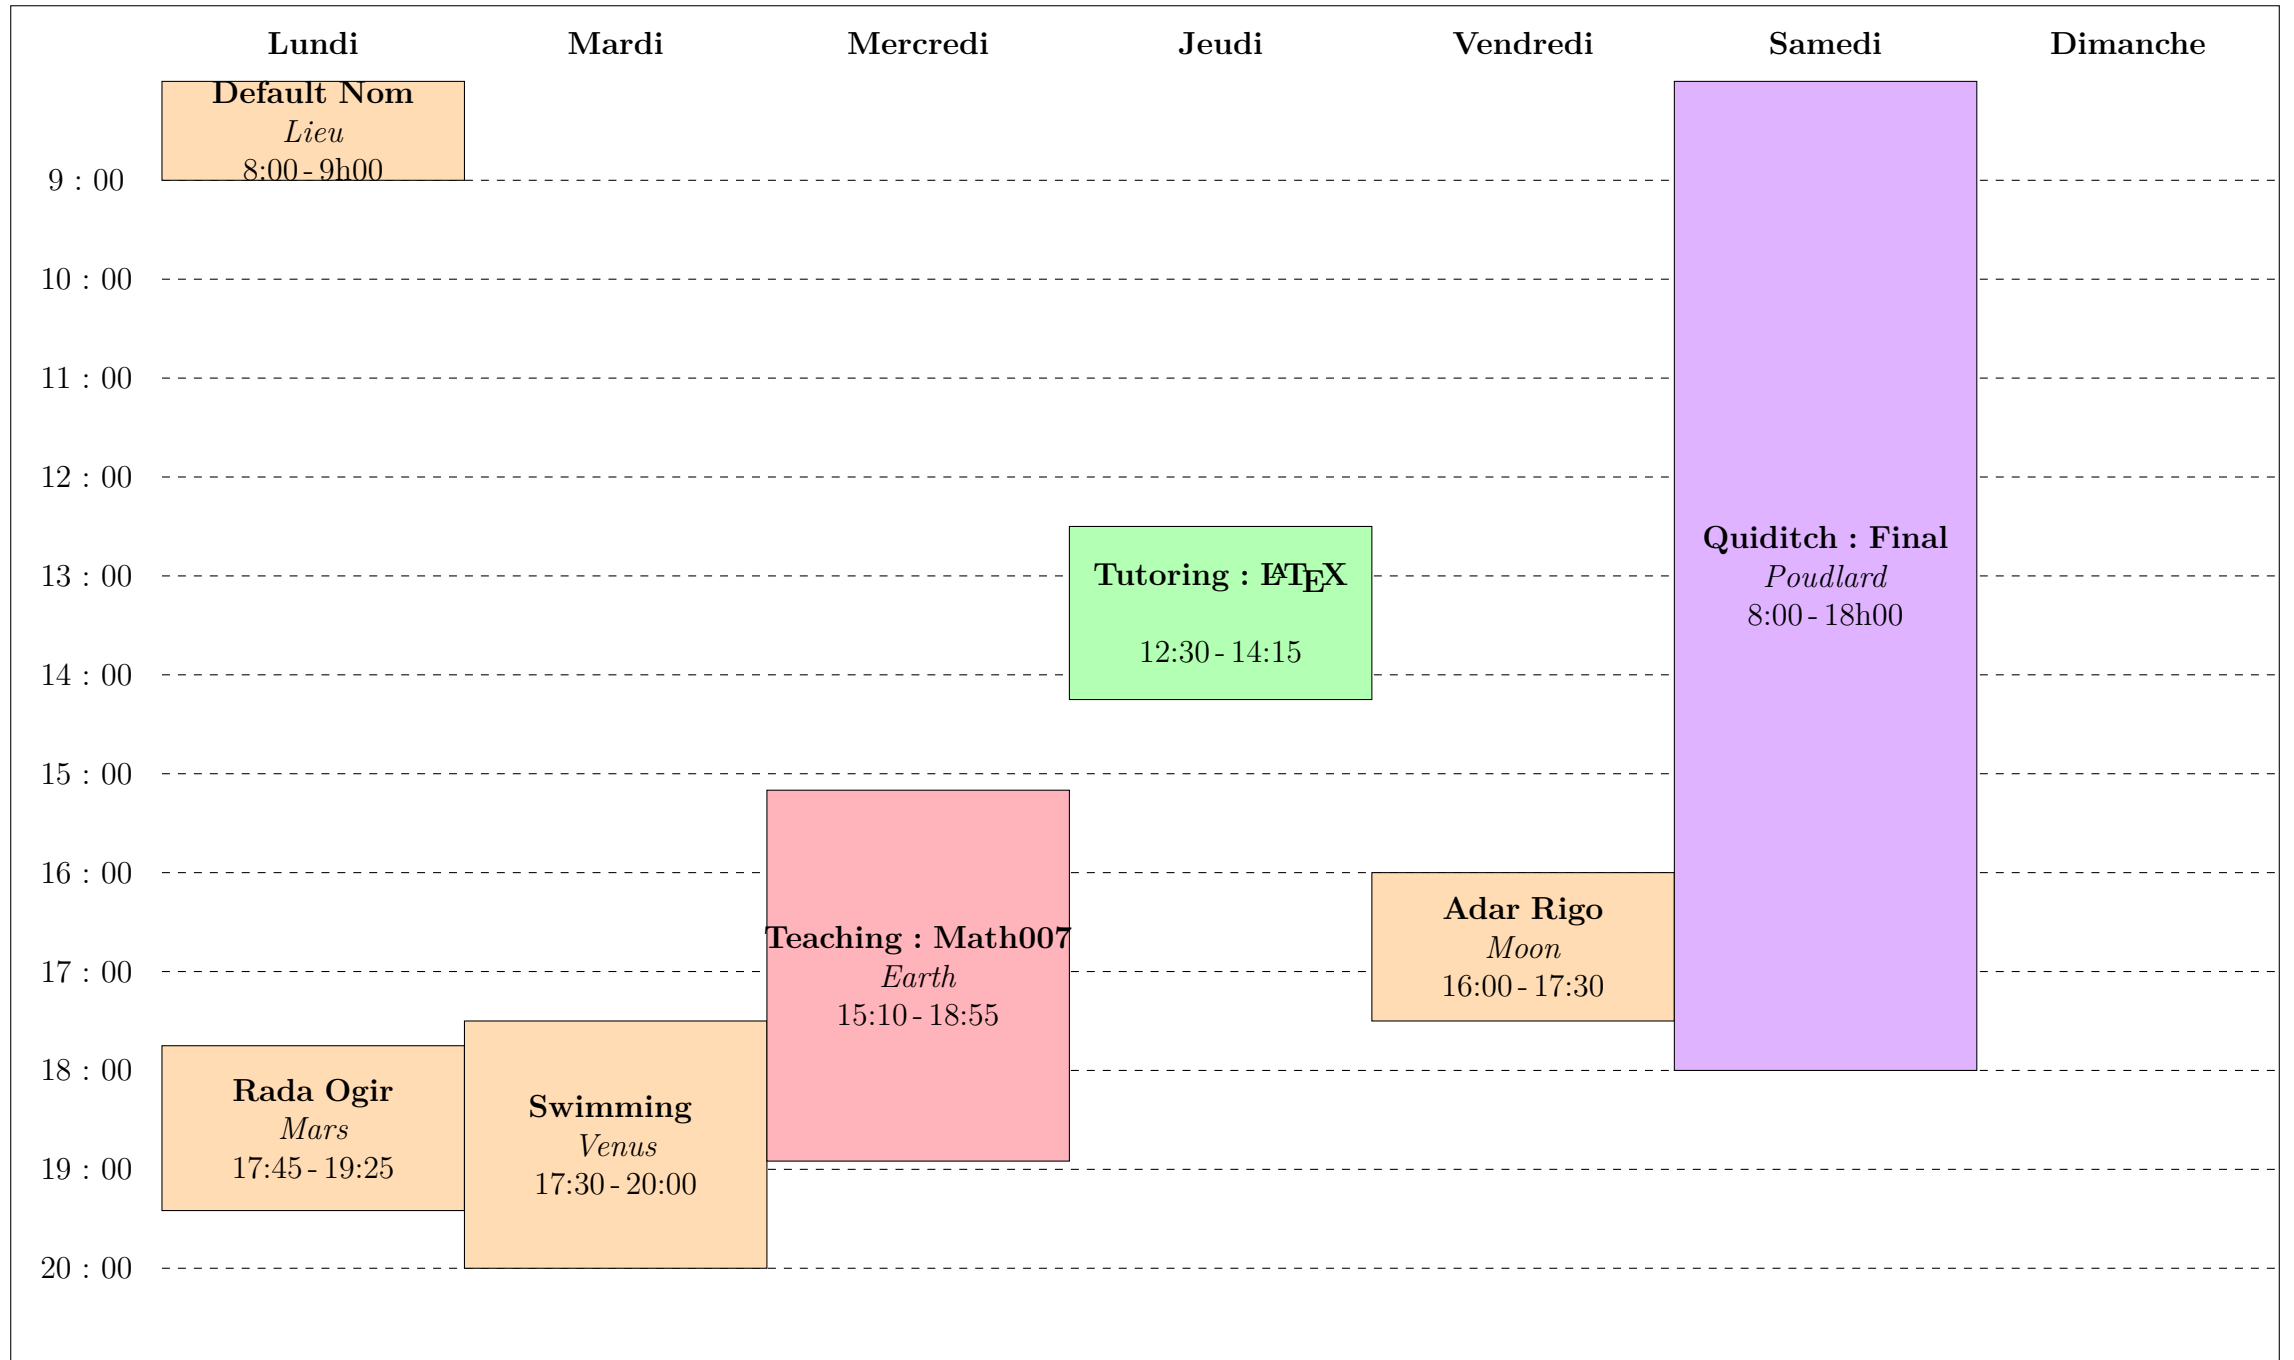 Lundi Mardi Mercredi Jeudi Vendredi Samedi Dimanche
Default Nom
Lieu
8:00 - 9h00
9 : 00
10 : 00
11 : 00
12 : 00
Quiditch : Final
Poudlard
8:00 - 18h00
13 : 00
Tutoring : LATEX
12:30 - 14:15
14 : 00
15 : 00
16 : 00
Adar Rigo
Moon
16:00 - 17:30
Teaching : Math007
Earth
15:10 - 18:55
17 : 00
18 : 00
Rada Ogir
Mars
17:45 - 19:25
Swimming
Venus
17:30 - 20:00
19 : 00
20 : 00